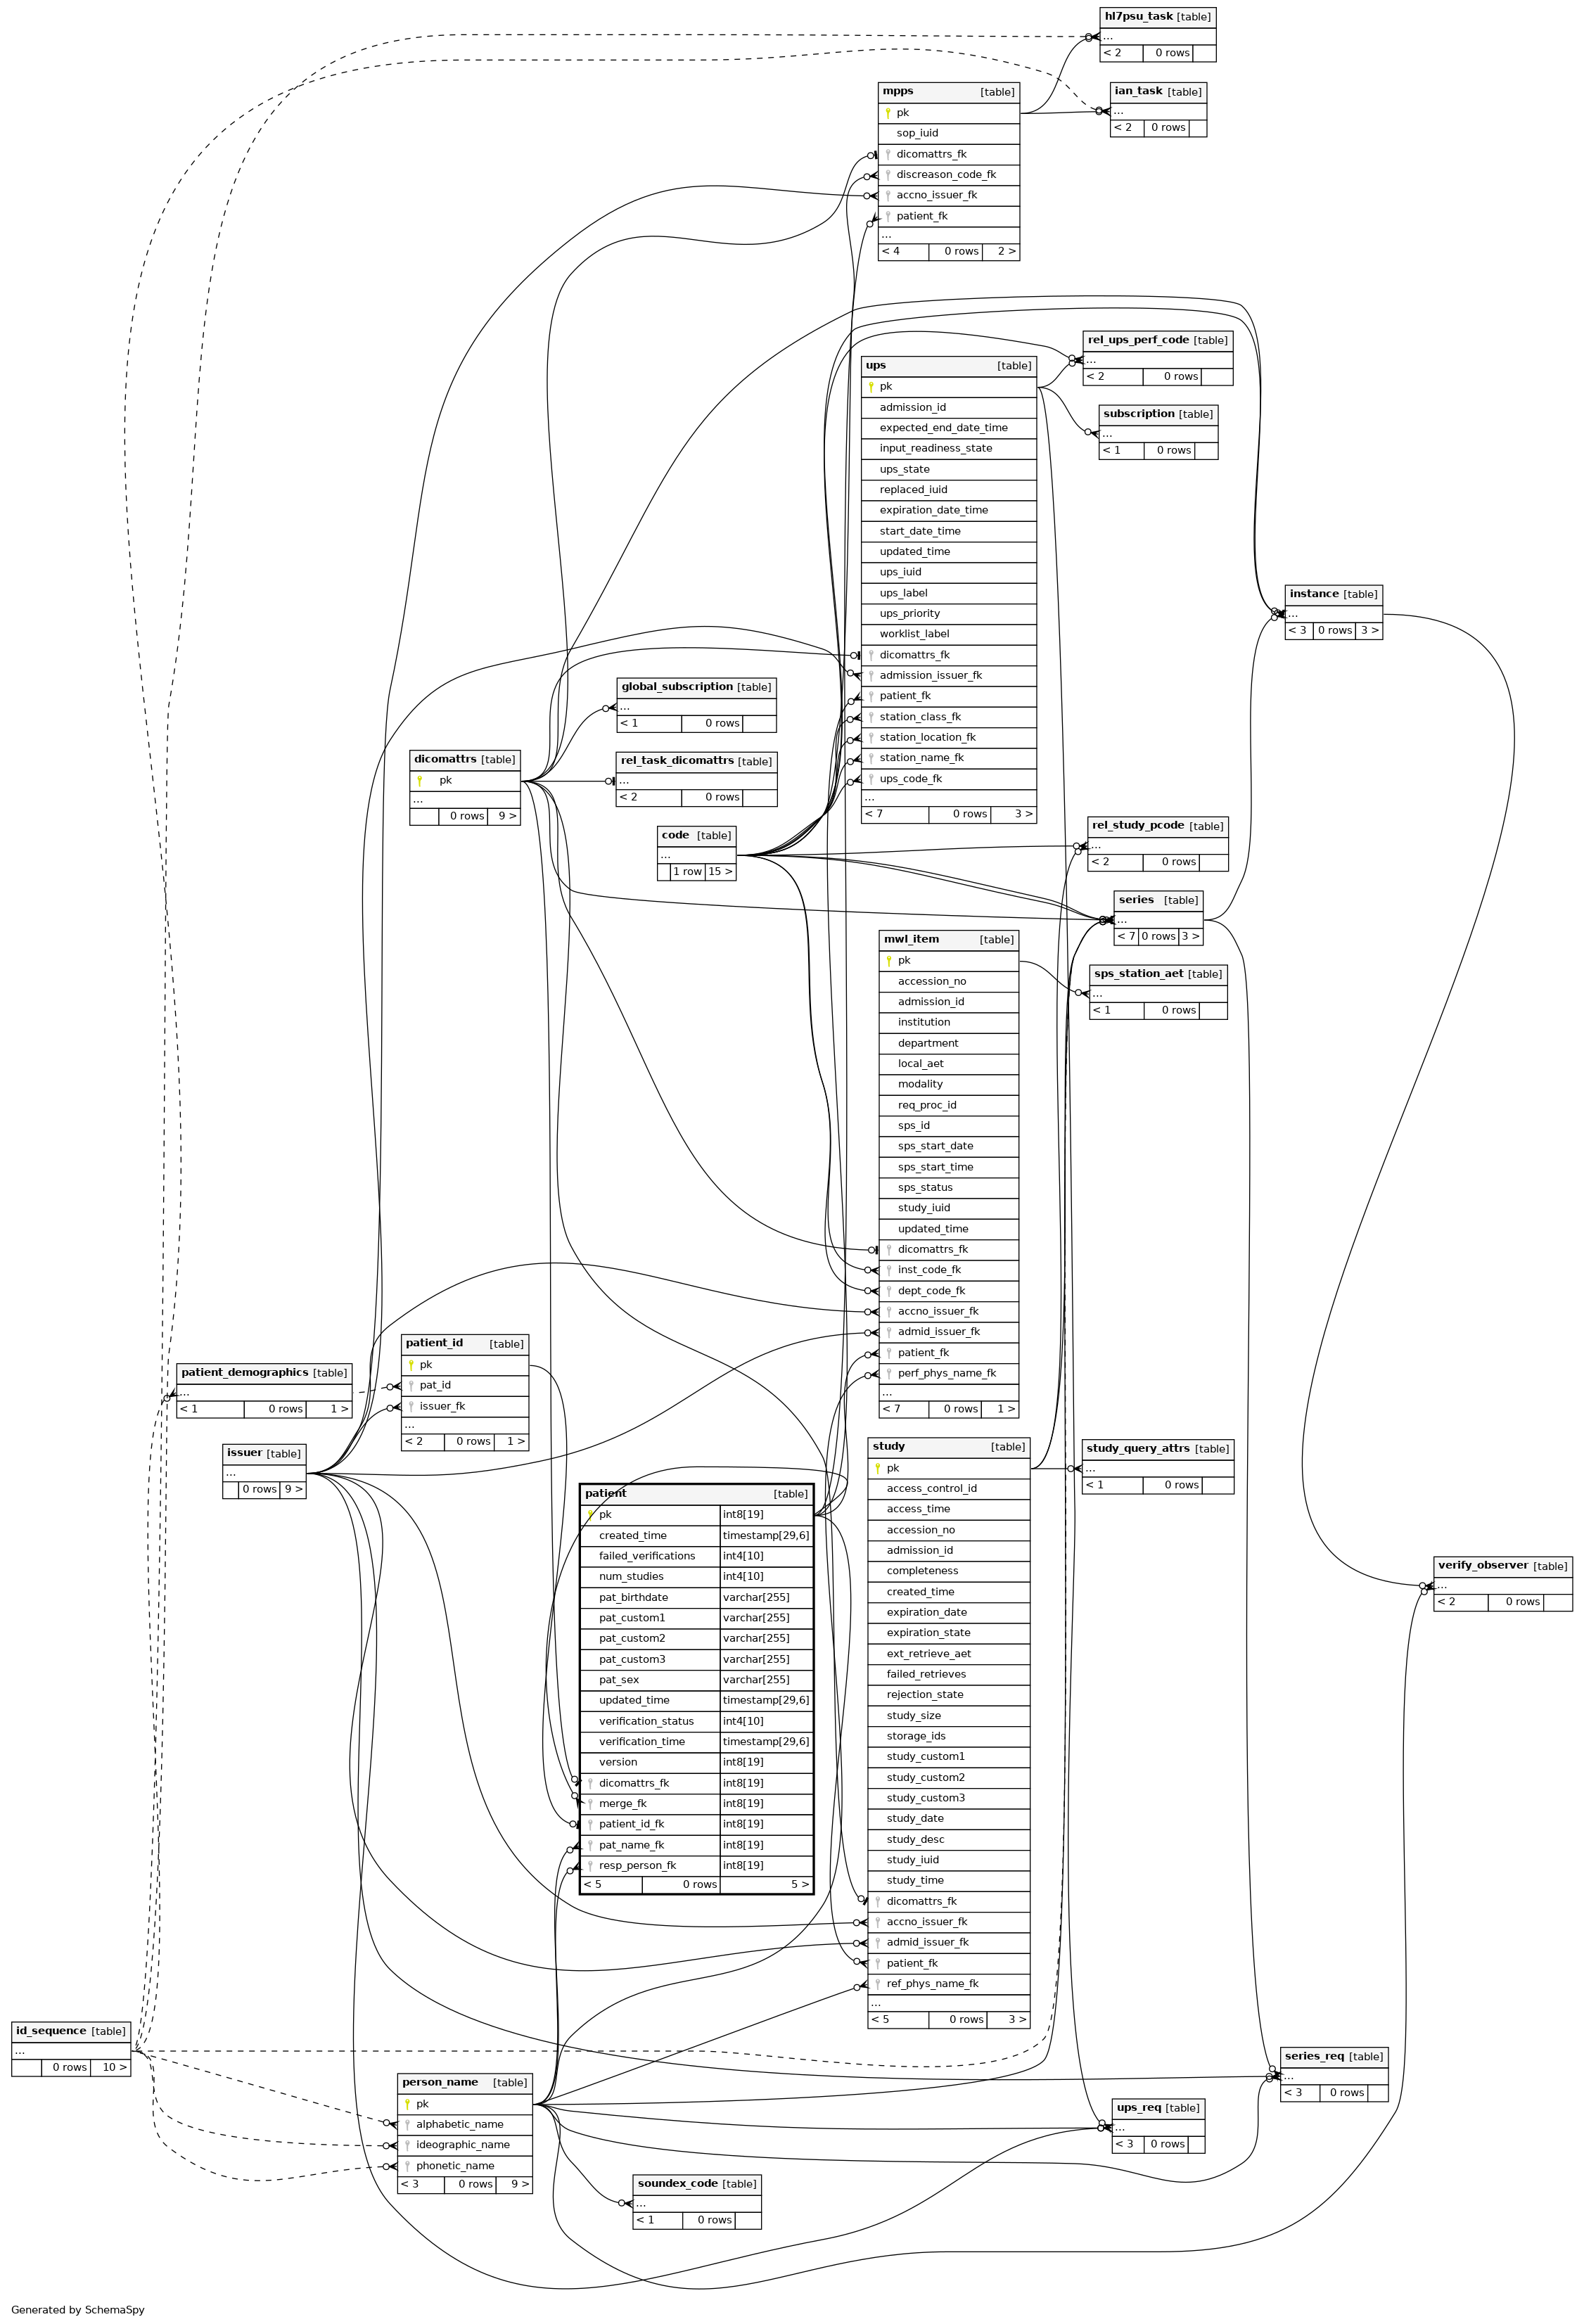 hl7psu_task [table]
...
< 2 0 rows
mpps [table]
pk
sop_iuid
dicomattrs_fk
discreason_code_fk
accno_issuer_fk
patient_fk
...
< 4 0 rows 2 >
ian_task [table]
...
< 2 0 rows
rel_ups_perf_code [table]
...
< 2 0 rows
ups [table]
pk
admission_id
expected_end_date_time
input_readiness_state
ups_state
replaced_iuid
expiration_date_time
start_date_time
updated_time
ups_iuid
ups_label
ups_priority
worklist_label
dicomattrs_fk
admission_issuer_fk
patient_fk
station_class_fk
station_location_fk
station_name_fk
ups_code_fk
...
< 7 0 rows 3 >
subscription [table]
...
< 1 0 rows
instance [table]
...
< 3 0 rows 3 >
global_subscription [table]
...
< 1 0 rows
dicomattrs [table]
pk
...
0 rows 9 >
rel_task_dicomattrs [table]
...
< 2 0 rows
code [table]
...
1 row 15 >
rel_study_pcode [table]
...
< 2 0 rows
series [table]
...
< 7 0 rows 3 >
mwl_item [table]
pk
accession_no
admission_id
institution
department
local_aet
modality
req_proc_id
sps_id
sps_start_date
sps_start_time
sps_status
study_iuid
updated_time
dicomattrs_fk
inst_code_fk
dept_code_fk
accno_issuer_fk
admid_issuer_fk
patient_fk
perf_phys_name_fk
...
< 7 0 rows 1 >
sps_station_aet [table]
...
< 1 0 rows
patient_id [table]
pk
pat_id
issuer_fk
...
< 2 0 rows 1 >
patient_demographics [table]
...
< 1 0 rows 1 >
issuer [table]
...
0 rows 9 >
study [table]
pk
access_control_id
access_time
accession_no
admission_id
completeness
created_time
expiration_date
expiration_state
ext_retrieve_aet
failed_retrieves
rejection_state
study_size
storage_ids
study_custom1
study_custom2
study_custom3
study_date
study_desc
study_iuid
study_time
dicomattrs_fk
accno_issuer_fk
admid_issuer_fk
patient_fk
ref_phys_name_fk
...
< 5 0 rows 3 >
study_query_attrs [table]
...
< 1 0 rows
patient [table]
pk int8[19]
created_time timestamp[29,6]
failed_verifications int4[10]
num_studies int4[10]
pat_birthdate varchar[255]
pat_custom1 varchar[255]
pat_custom2 varchar[255]
pat_custom3 varchar[255]
pat_sex varchar[255]
updated_time timestamp[29,6]
verification_status int4[10]
verification_time timestamp[29,6]
version int8[19]
dicomattrs_fk int8[19]
merge_fk int8[19]
patient_id_fk int8[19]
pat_name_fk int8[19]
resp_person_fk int8[19]
< 5 0 rows 5 >
verify_observer [table]
...
< 2 0 rows
id_sequence [table]
...
0 rows 10 >
series_req [table]
...
< 3 0 rows
person_name [table]
pk
alphabetic_name
ideographic_name
phonetic_name
< 3 0 rows 9 >
ups_req [table]
...
< 3 0 rows
soundex_code [table]
...
< 1 0 rows
Generated by SchemaSpy